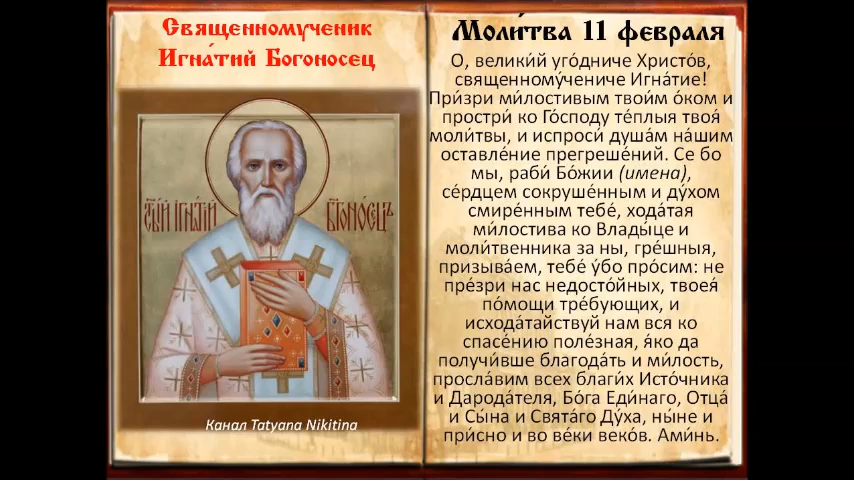 Священному́ченик
Игна́тий Богоносец
СТЫ́Й ІГНА́ТІЙ
БГОНО́СЕЦЪ
Канал Tatyana Nikitina
Моли́тва 11 февраля
О, вели́кий уго́дниче Христо́в,
священному́чениче Игна́тие!
При́зри ми́лостивым твои́м о́ком и
простри́ ко Го́споду те́плыя твоя́
моли́твы, и испроси́ душа́м на́шим
оставле́ние прегреше́ний. Се бо
мы, раби́ Бо́жии (имена),
се́рдцем сокруше́нным и ду́хом
смире́нным тебе́, хода́тая
ми́лостива ко Влады́це и
моли́твенника за ны, гре́шныя,
призыва́ем, тебе́ у́бо про́сим: не
пре́зри нас недосто́йных, твоея́
по́мощи тре́бующих, и
исхода́тайствуй нам вся ко
спасе́нию поле́зная, я́ко да
получи́вше благода́ть и ми́лость,
просла́вим всех благи́х Исто́чника
и Дарода́теля, Бо́га Еди́наго, Отца́
и Сы́на и Свята́го Ду́ха, ны́не и
при́сно и во ве́ки веко́в. Ами́нь.